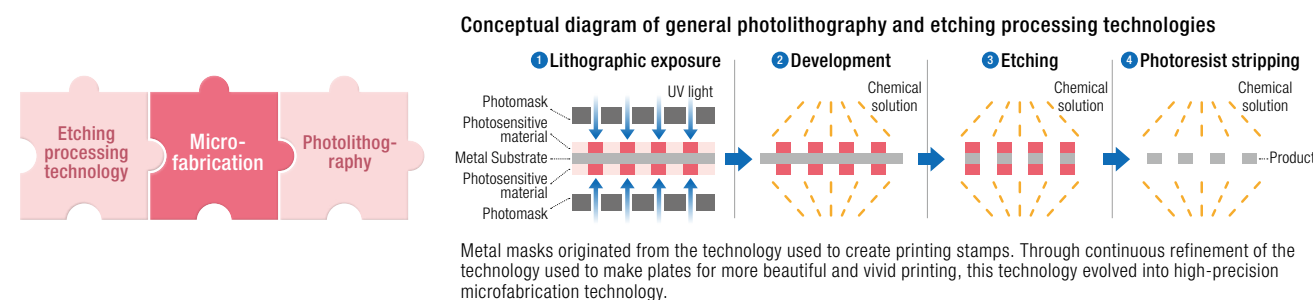 Etching
processing
technology
Micro-
fabrication
Photolithog-
raphy
Conceptual diagram of general photolithography and etching processing technologies
1 Lithographic exposure
UV light
Photomask
Photosensitive
material
Metal Substrate
Photosensitive
material
Photomask
2 Development
Chemical
solution
3 Etching
Chemical
solution
4 Photoresist stripping
Chemical
solution
Product
Metal masks originated from the technology used to create printing stamps. Through continuous refinement of the
technology used to make plates for more beautiful and vivid printing, this technology evolved into high-precision
microfabrication technology.